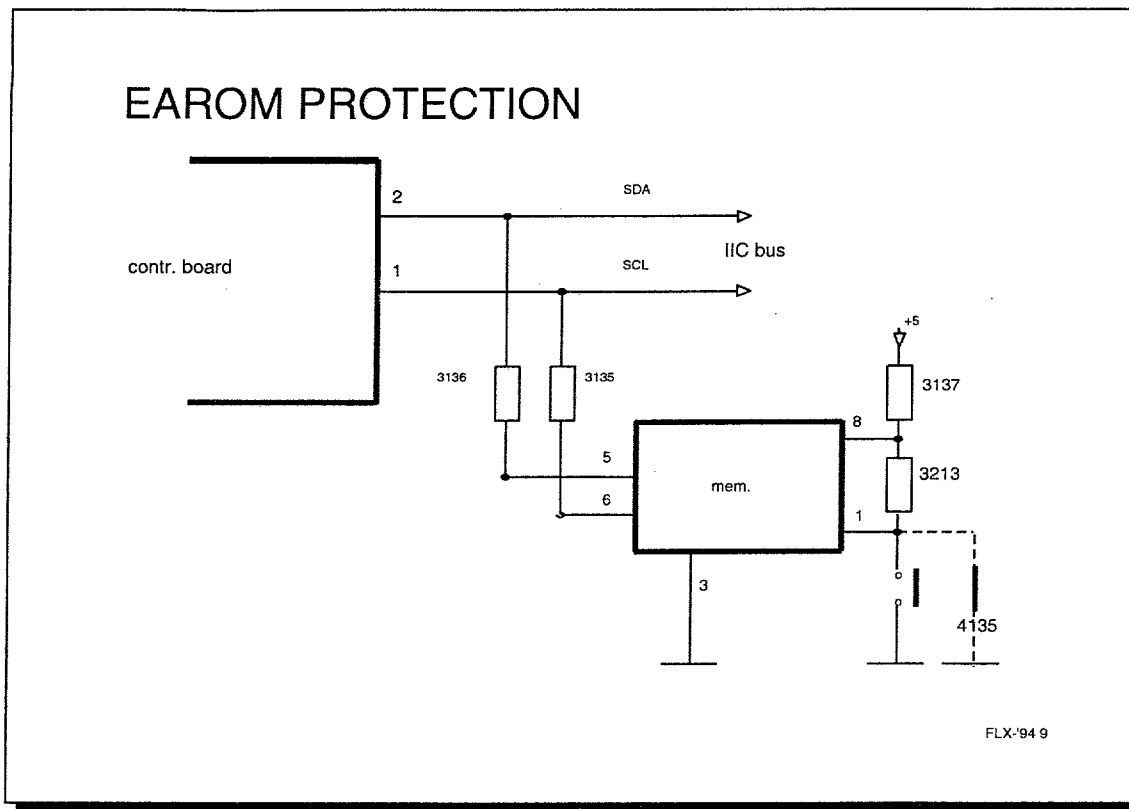 EAROM PROTECTION
2
SDA
contr. board
1
SCL
IIC bus
+5
3136
3135
3137
8
5
mem.
3213
6
1
3
4135
FLX-'94 9